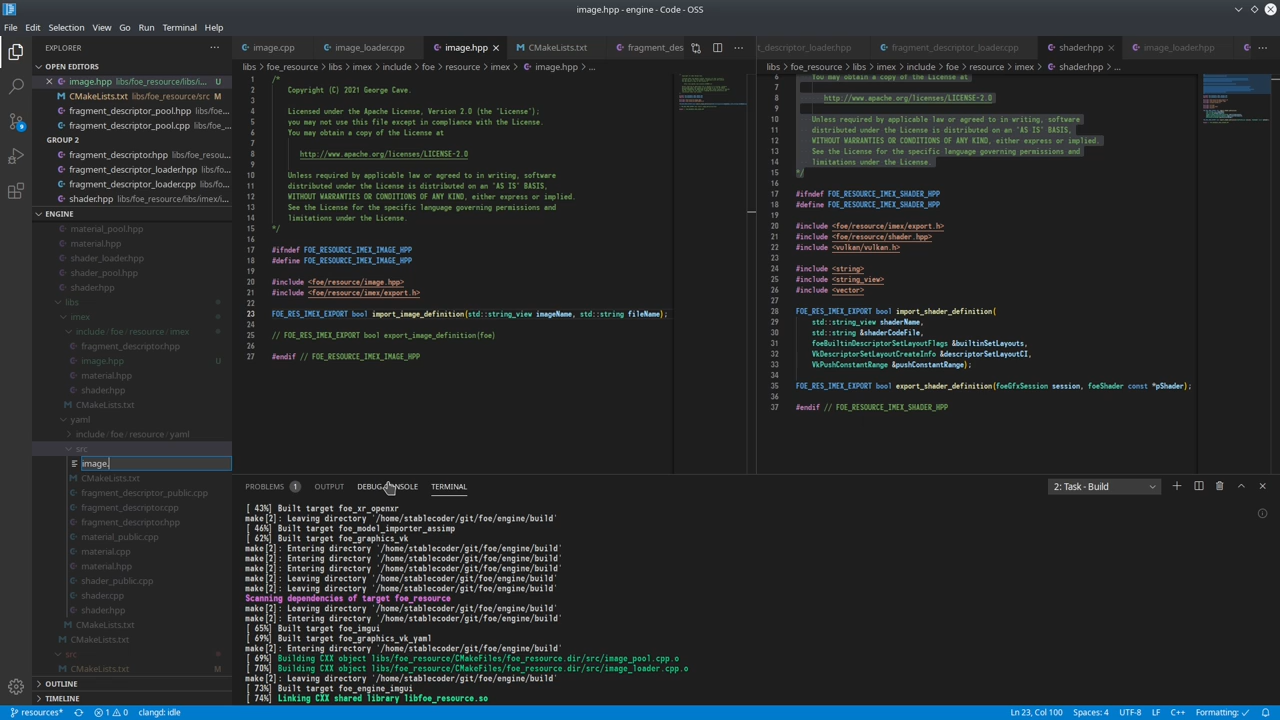 image.hpp - engine - Code - OSS
File Edit Selection View Go Run Terminal Help
EXPLORER
OPEN EDITORS
image.hpp libs/foe_resource/libs/i...
CMakeLists.txt libs/foe_resource/src M
fragment_descriptor_pool.hpp libs/foe...
fragment_descriptor_pool.cpp libs/foe_...
GROUP 2
fragment_descriptor.hpp libs/foe_resou...
fragment_descriptor_loader.hpp libs/fo...
fragment_descriptor_loader.cpp libs/fo...
shader.hpp libs/foe_resource/libs/imex/i...
ENGINE
material_pool.hpp
material.hpp
shader_loader.hpp
shader_pool.hpp
shader.hpp
libs
imex
include / foe / resource / imex
fragment_descriptor.hpp
image.hpp U
material.hpp
shader.hpp
CMakeLists.txt
yaml
include / foe / resource / yaml
src
image.
CMakeLists.txt
fragment_descriptor_public.cpp
fragment_descriptor.cpp
fragment_descriptor.hpp
material_public.cpp
material.cpp
material.hpp
shader_public.cpp
shader.cpp
shader.hpp
CMakeLists.txt
CMakeLists.txt
src
CMakeLists.txt M
OUTLINE
TIMELINE
image.cpp image_loader.cpp image.hpp CMakeLists.txt fragment_des
libs > foe_resource > libs > imex > include > foe > resource > imex > image.hpp > ...
1 /*
2 Copyright (C) 2021 George Cave.
3
4 Licensed under the Apache License, Version 2.0 (the "License");
5 you may not use this file except in compliance with the License.
6 You may obtain a copy of the License at
7
8 http://www.apache.org/licenses/LICENSE-2.0
9
10 Unless required by applicable law or agreed to in writing, software
11 distributed under the License is distributed on an "AS IS" BASIS,
12 WITHOUT WARRANTIES OR CONDITIONS OF ANY KIND, either express or implied.
13 See the License for the specific language governing permissions and
14 limitations under the License.
15 */
16
17 #ifndef FOE_RESOURCE_IMEX_IMAGE_HPP
18 #define FOE_RESOURCE_IMEX_IMAGE_HPP
19
20 #include <foe/resource/image.hpp>
21 #include <foe/resource/imex/export.h>
22
23 FOE_RES_IMEX_EXPORT bool import_image_definition(std::string_view imageName, std::string fileName);
24
25 // FOE_RES_IMEX_EXPORT bool export_image_definition(foe)
26
27 #endif // FOE_RESOURCE_IMEX_IMAGE_HPP
t_descriptor_loader.hpp fragment_descriptor_loader.cpp shader.hpp image_loader.hpp
libs > foe_resource > libs > imex > include > foe > resource > imex > shader.hpp > ...
6 You may obtain a copy of the License at
7
8 http://www.apache.org/licenses/LICENSE-2.0
9
10 Unless required by applicable law or agreed to in writing, software
11 distributed under the License is distributed on an "AS IS" BASIS,
12 WITHOUT WARRANTIES OR CONDITIONS OF ANY KIND, either express or implied.
13 See the License for the specific language governing permissions and
14 limitations under the License.
15 */
16
17 #ifndef FOE_RESOURCE_IMEX_SHADER_HPP
18 #define FOE_RESOURCE_IMEX_SHADER_HPP
19
20 #include <foe/resource/imex/export.h>
21 #include <foe/resource/shader.hpp>
22 #include <vulkan/vulkan.h>
23
24 #include <string>
25 #include <string_view>
26 #include <vector>
27
28 FOE_RES_IMEX_EXPORT bool import_shader_definition(
29 std::string_view shaderName,
30 std::string &shaderCodeFile,
31 foeBuiltinDescriptorSetLayoutFlags &builtinSetLayouts,
32 VkDescriptorSetLayoutCreateInfo &descriptorSetLayoutCI,
33 VkPushConstantRange &pushConstantRange);
34
35 FOE_RES_IMEX_EXPORT bool export_shader_definition(foeGfxSession session, foeShader const *pShader);
36
37 #endif // FOE_RESOURCE_IMEX_SHADER_HPP
PROBLEMS 1 OUTPUT DEBUG CONSOLE TERMINAL 2: Task - Build
[ 43%] Built target foe_xr_openxr
make[2]: Leaving directory '/home/stablecoder/git/foe/engine/build'
[ 46%] Built target foe_model_importer_assimp
[ 62%] Built target foe_graphics_vk
make[2]: Entering directory '/home/stablecoder/git/foe/engine/build'
make[2]: Entering directory '/home/stablecoder/git/foe/engine/build'
make[2]: Entering directory '/home/stablecoder/git/foe/engine/build'
make[2]: Leaving directory '/home/stablecoder/git/foe/engine/build'
make[2]: Leaving directory '/home/stablecoder/git/foe/engine/build'
Scanning dependencies of target foe_resource
make[2]: Leaving directory '/home/stablecoder/git/foe/engine/build'
make[2]: Entering directory '/home/stablecoder/git/foe/engine/build'
[ 65%] Built target foe_imgui
[ 69%] Built target foe_graphics_vk_yaml
make[2]: Entering directory '/home/stablecoder/git/foe/engine/build'
[ 69%] Building CXX object libs/foe_resource/CMakeFiles/foe_resource.dir/src/image_pool.cpp.o
[ 70%] Building CXX object libs/foe_resource/CMakeFiles/foe_resource.dir/src/image_loader.cpp.o
make[2]: Leaving directory '/home/stablecoder/git/foe/engine/build'
[ 73%] Built target foe_engine_imgui
[ 74%] Linking CXX shared library libfoe_resource.so
resources* 1 0 clangd: idle Ln 23, Col 100 Spaces: 4 UTF-8 LF C++ Formatting: ✓